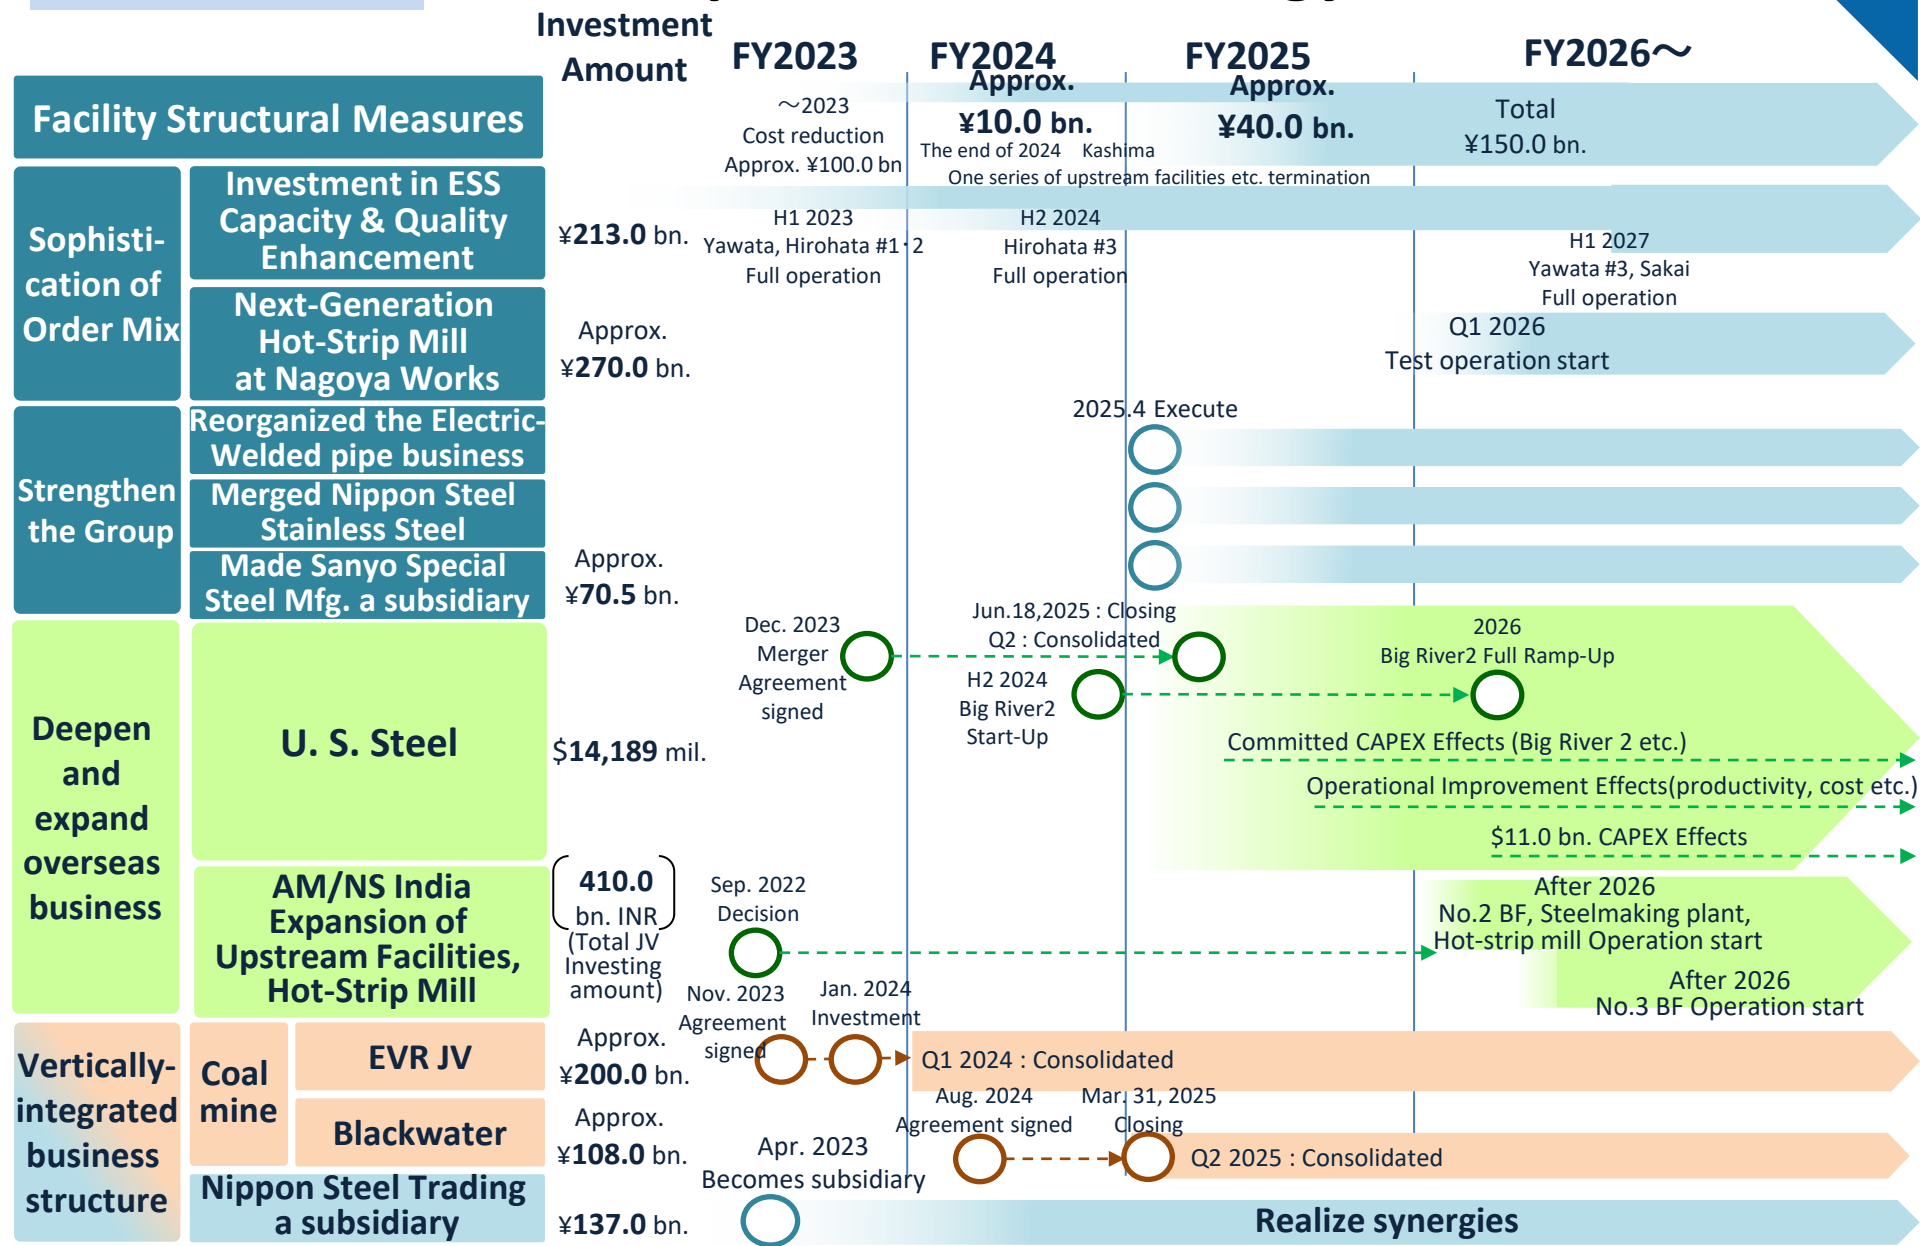 Investment
Amount
FY2023
FY2024
FY2025
FY2026～
Facility Structural Measures
～2023
Cost reduction
Approx. ¥100.0 bn
Approx.
¥10.0 bn.
Approx.
¥40.0 bn.
Total
¥150.0 bn.
The end of 2024 Kashima
One series of upstream facilities etc. termination
Sophisti-
cation of
Order Mix
Investment in ESS
Capacity & Quality
Enhancement
¥213.0 bn.
H1 2023
Yawata, Hirohata #1･2
Full operation
H2 2024
Hirohata #3
Full operation
H1 2027
Yawata #3, Sakai
Full operation
Next-Generation
Hot-Strip Mill
at Nagoya Works
Approx.
¥270.0 bn.
Q1 2026
Test operation start
Strengthen
the Group
Reorganized the Electric-
Welded pipe business
2025.4 Execute
Merged Nippon Steel
Stainless Steel
Made Sanyo Special
Steel Mfg. a subsidiary
Approx.
¥70.5 bn.
Deepen
and
expand
overseas
business
U. S. Steel
$14,189 mil.
Dec. 2023
Merger
Agreement
signed
Jun.18,2025 : Closing
Q2 : Consolidated
H2 2024
Big River2
Start-Up
2026
Big River2 Full Ramp-Up
Committed CAPEX Effects (Big River 2 etc.)
Operational Improvement Effects(productivity, cost etc.)
$11.0 bn. CAPEX Effects
AM/NS India
Expansion of
Upstream Facilities,
Hot-Strip Mill
410.0
bn. INR
(Total JV
Investing
amount)
Sep. 2022
Decision
After 2026
No.2 BF, Steelmaking plant,
Hot-strip mill Operation start
After 2026
No.3 BF Operation start
Vertically-
integrated
business
structure
Coal
mine
EVR JV
Approx.
¥200.0 bn.
Nov. 2023
Agreement
signed
Jan. 2024
Investment
Q1 2024 : Consolidated
Blackwater
Approx.
¥108.0 bn.
Aug. 2024
Agreement signed
Mar. 31, 2025
Closing
Q2 2025 : Consolidated
Nippon Steel Trading
a subsidiary
¥137.0 bn.
Apr. 2023
Becomes subsidiary
Realize synergies